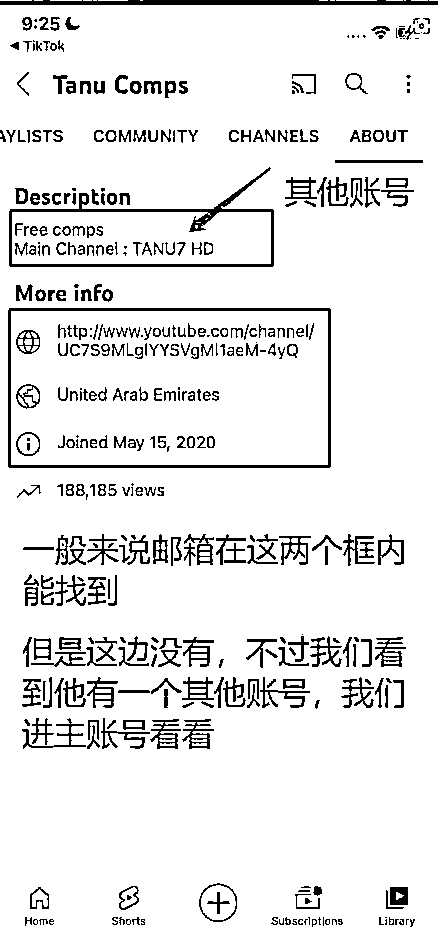 9:25
◀ TikTok
Tanu Comps
AYLISTS COMMUNITY CHANNELS ABOUT
其他账号
Description
Free comps
Main Channel : TANU7 HD
More info
http://www.youtube.com/channel/
UC7S9MLgIYYSVgMI1aeM-4yQ
United Arab Emirates
Joined May 15, 2020
188,185 views
一般来说邮箱在这两个框内
能找到
但是这边没有，不过我们看
到他有一个其他账号，我们
进主账号看看
Home Shorts Subscriptions Library